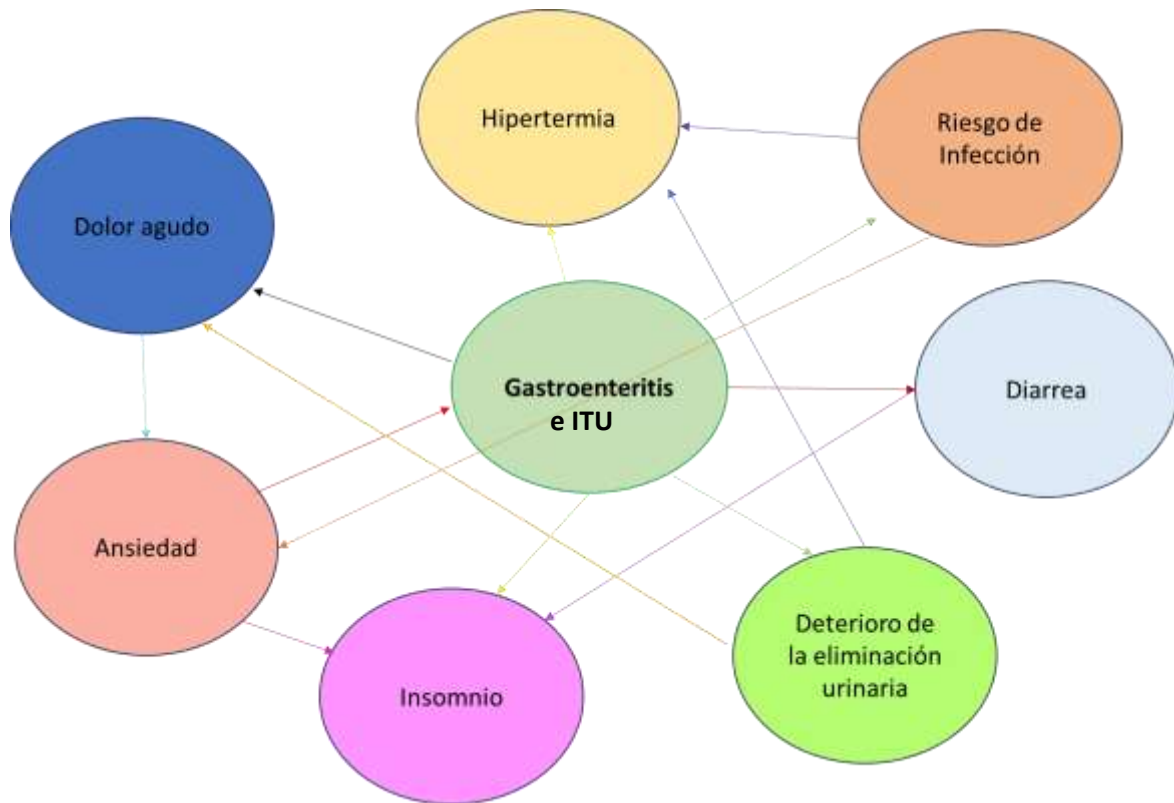 Hipertermia
Riesgo de
Infección
Dolor agudo
Gastroenteritis
e ITU
Diarrea
Ansiedad
Deterioro de
la eliminación
urinaria
Insomnio